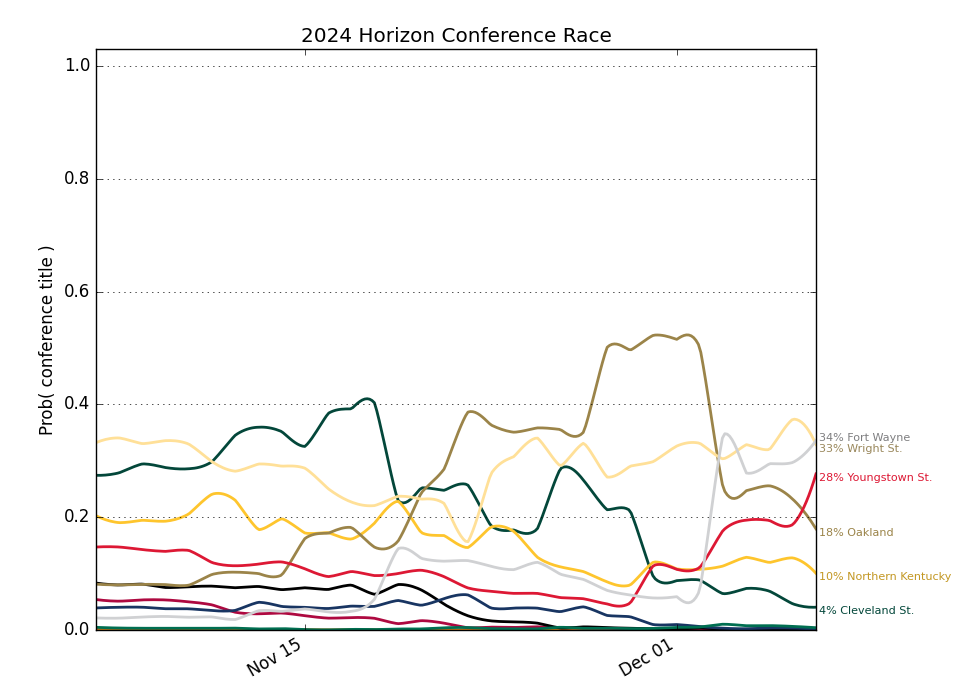 2024 Horizon Conference Race
Prob( conference title )
1.0
0.8
0.6
0.4
0.2
0.0
Nov 15
Dec 01
34% Fort Wayne
33% Wright St.
28% Youngstown St.
18% Oakland
10% Northern Kentucky
4% Cleveland St.